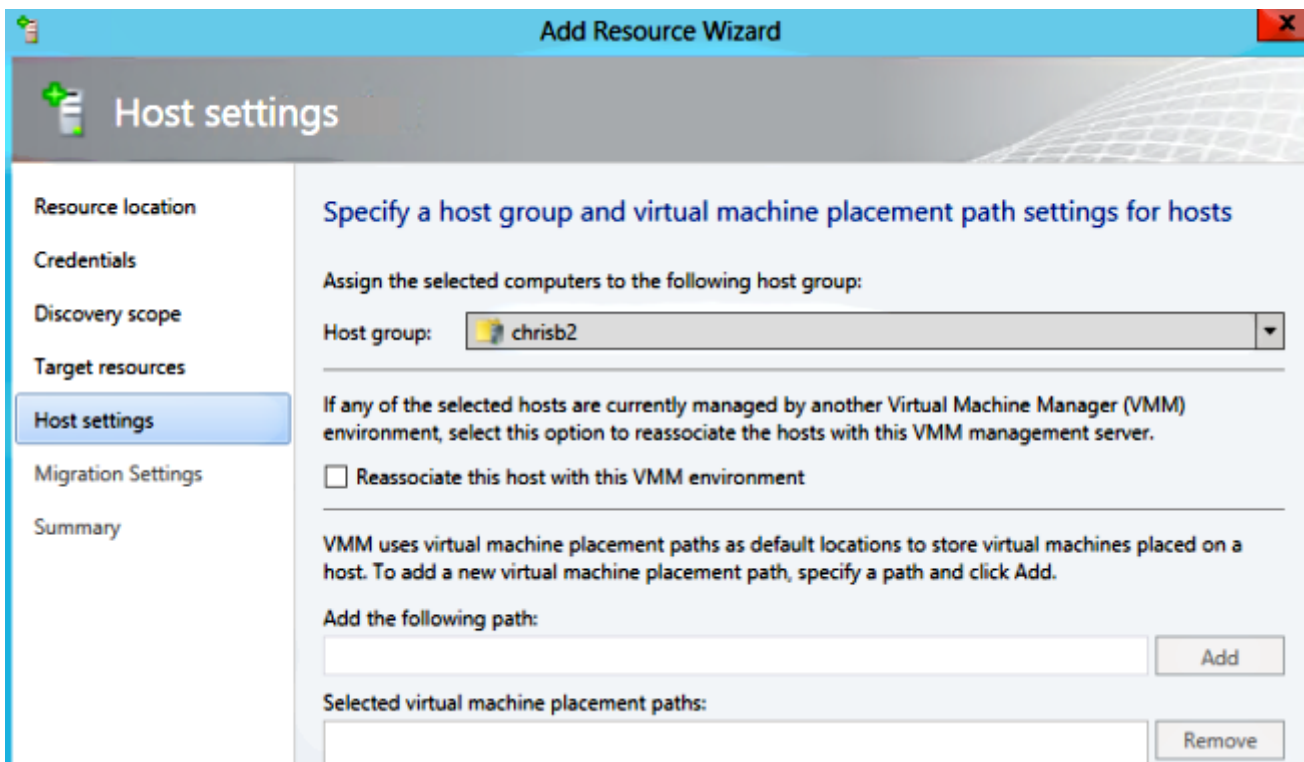 Add Resource Wizard
x
Host settings
Resource location
Credentials
Discovery scope
Target resources
Host settings
Migration Settings
Summary
Specify a host group and virtual machine placement path settings for hosts
Assign the selected computers to the following host group:
Host group:
chrisb2
If any of the selected hosts are currently managed by another Virtual Machine Manager (VMM)
environment, select this option to reassociate the hosts with this VMM management server.
Reassociate this host with this VMM environment
VMM uses virtual machine placement paths as default locations to store virtual machines placed on a
host. To add a new virtual machine placement path, specify a path and click Add.
Add the following path:
Add
Selected virtual machine placement paths:
Remove